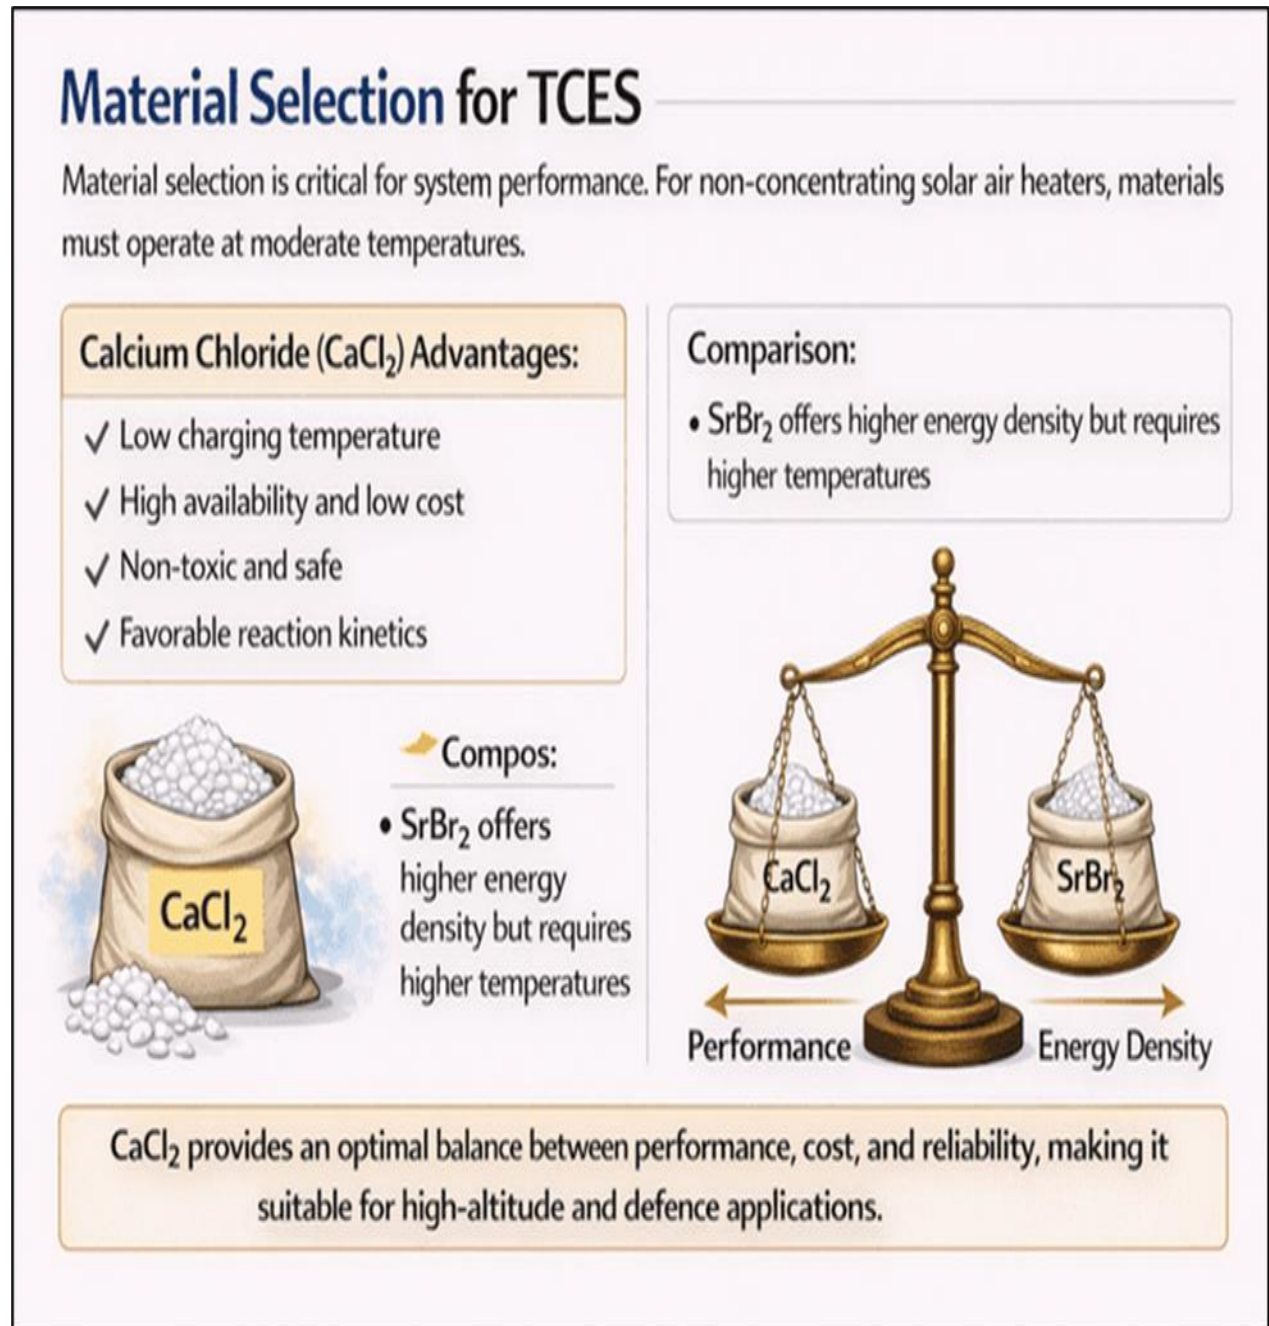 Material Selection for TCES
Material selection is critical for system performance. For non-concentrating solar air heaters, materials
must operate at moderate temperatures.
Calcium Chloride (CaCl₂) Advantages:
✓ Low charging temperature
✓ High availability and low cost
✓ Non-toxic and safe
✓ Favorable reaction kinetics
CaCl₂
Compos:
• SrBr₂ offers
higher energy
density but requires
higher temperatures
Comparison:
• SrBr₂ offers higher energy density but requires
higher temperatures
CaCl₂
SrBr₂
Performance
Energy Density
CaCl₂ provides an optimal balance between performance, cost, and reliability, making it
suitable for high-altitude and defence applications.